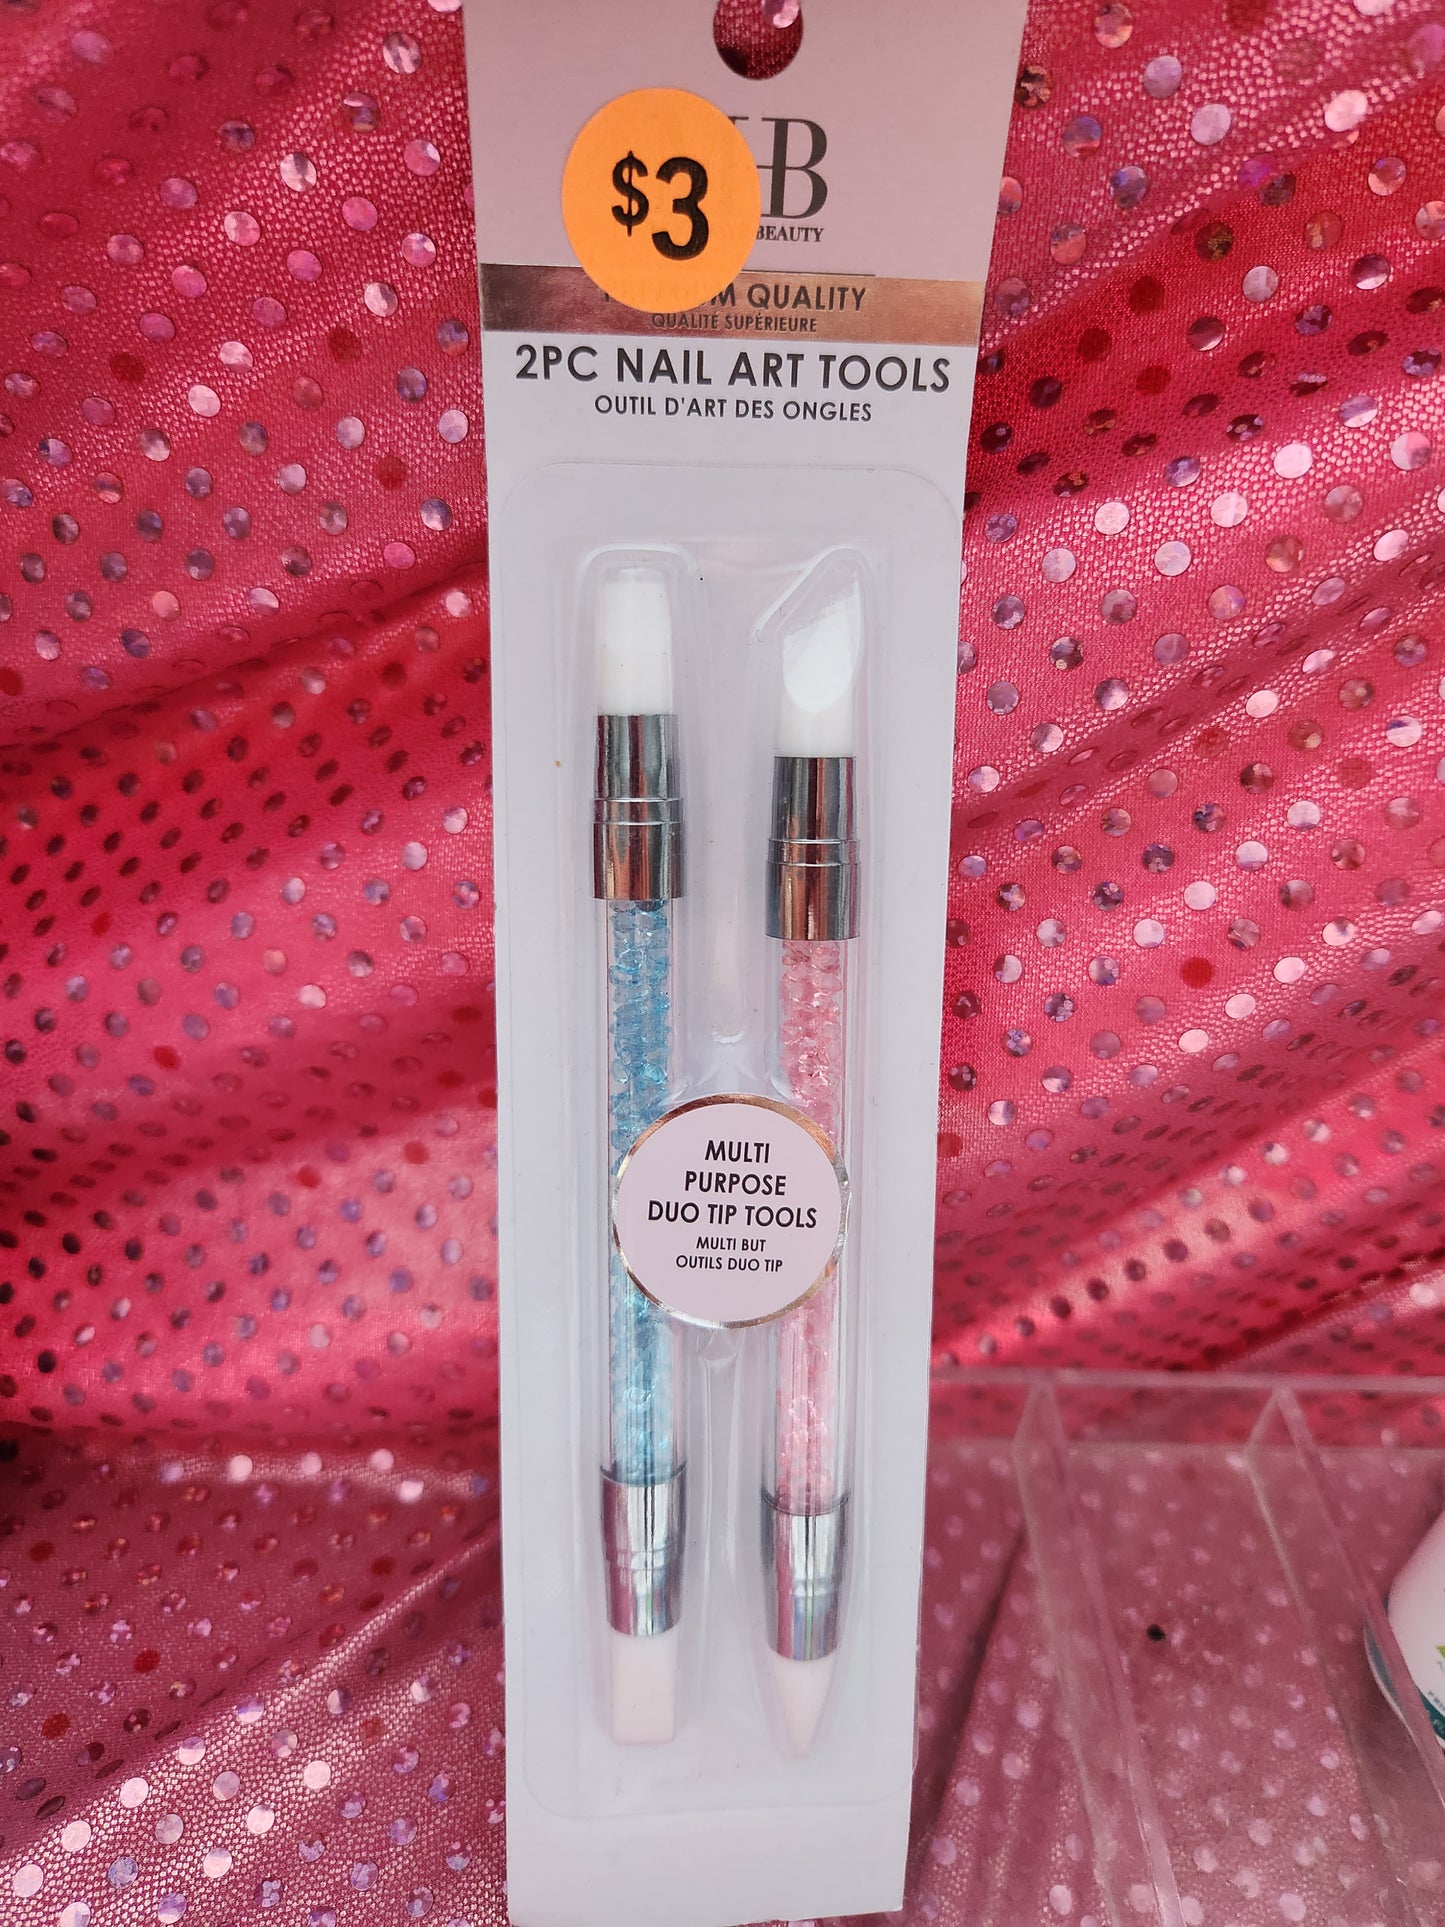 $3
HB
BEAUTY
QUALITY
QUALITÉ SUPÉRIEURE
2PC NAIL ART TOOLS
OUTIL D'ART DES ONGLES
MULTI
PURPOSE
DUO TIP TOOLS
MULTI BUT
OUTILS DUO TIP